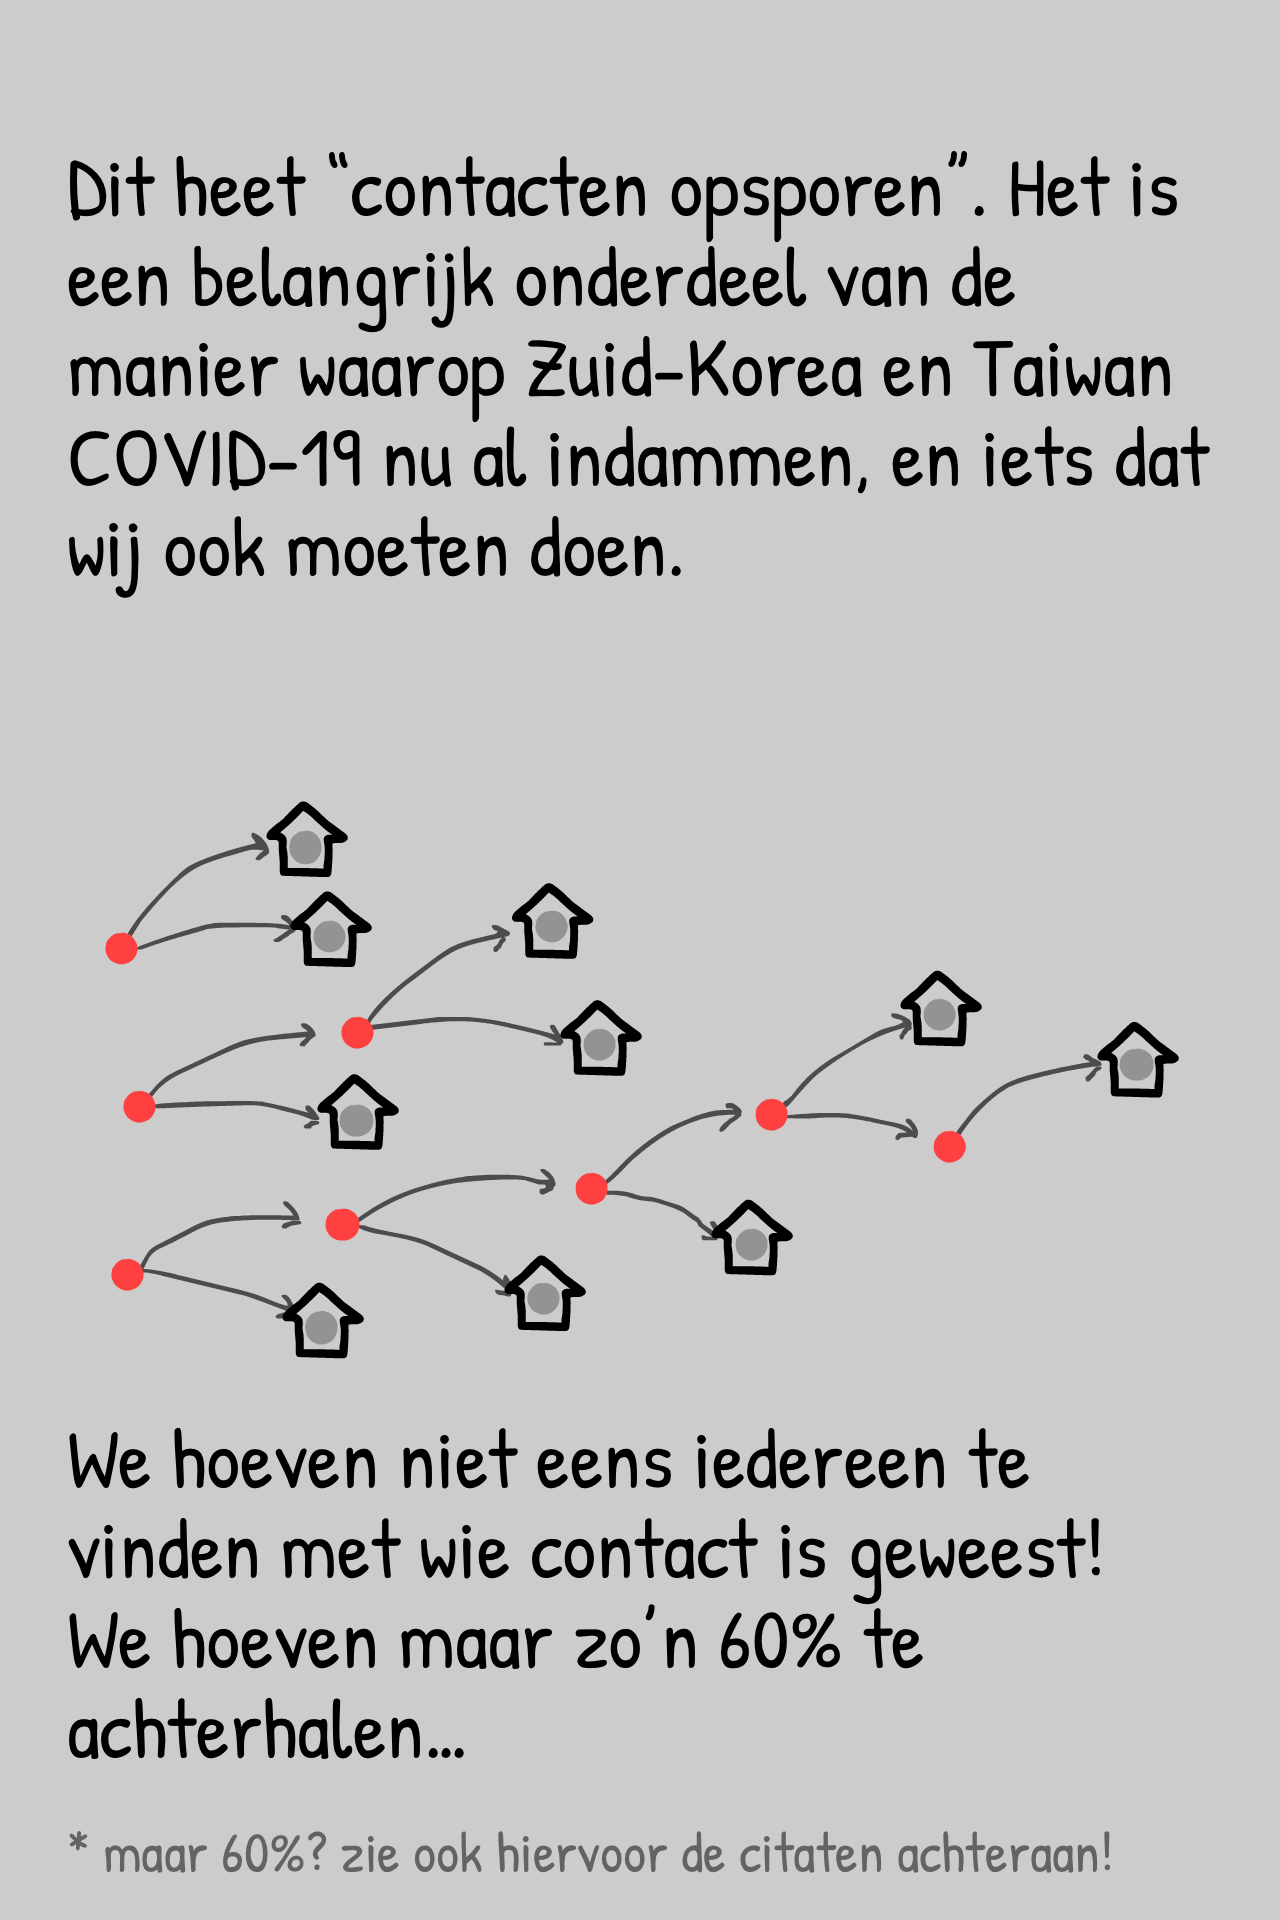 Dit heet “contacten opsporen”. Het is
een belangrijk onderdeel van de
manier waarop Zuid-Korea en Taiwan
COVID-19 nu al indammen, en iets dat
wij ook moeten doen.
We hoeven niet eens iedereen te
vinden met wie contact is geweest!
We hoeven maar zo'n 60% te
achterhalen...
* maar 60%? zie ook hiervoor de citaten achteraan!